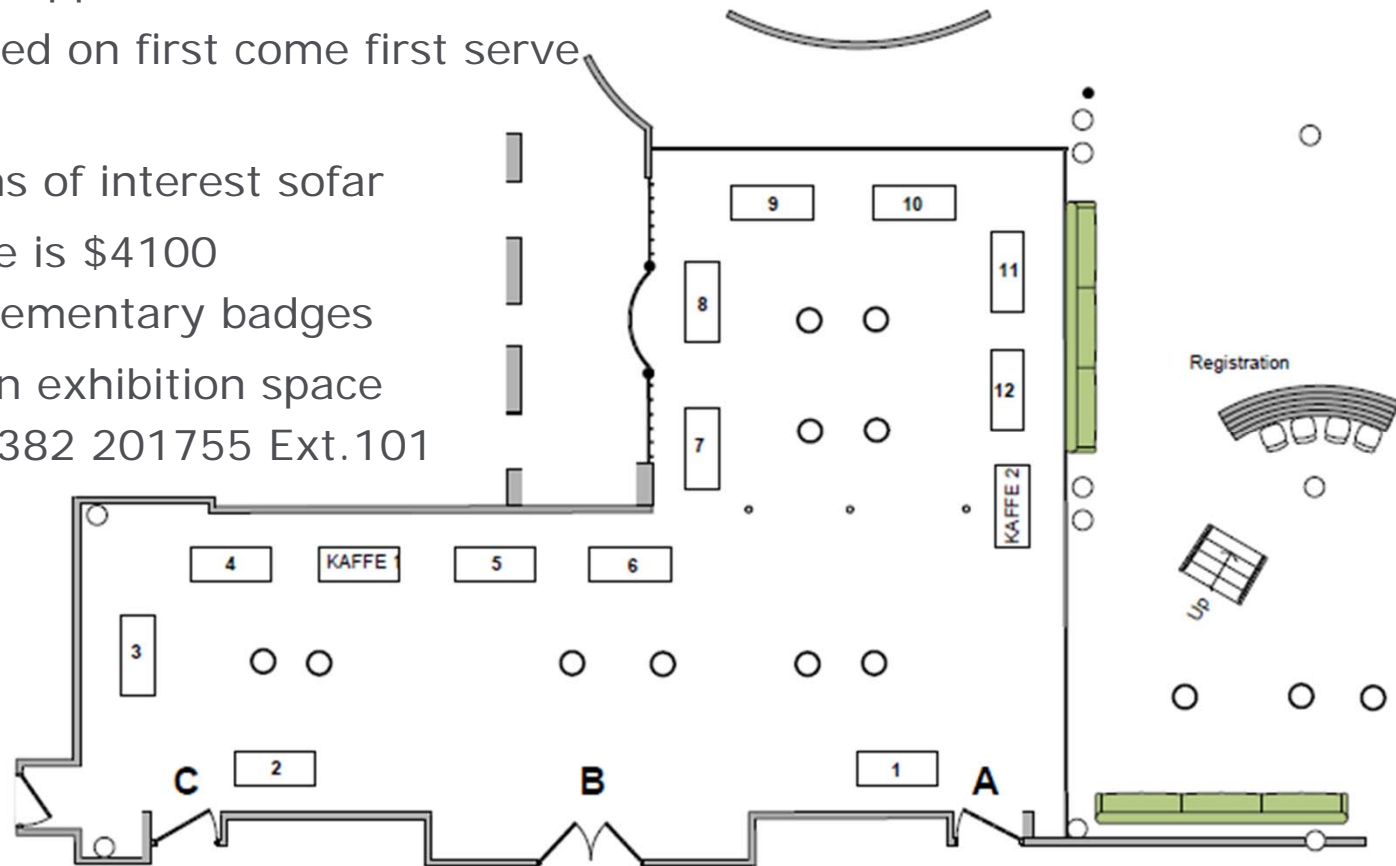 ed on first come first serve
ns of interest sofar
e is $4100
lementary badges
n exhibition space
382 201755 Ext.101
9
10
11
8
Registration
12
7
KAFFE 2
4
KAFFE 1
5
6
Up
3
C
2
B
1
A